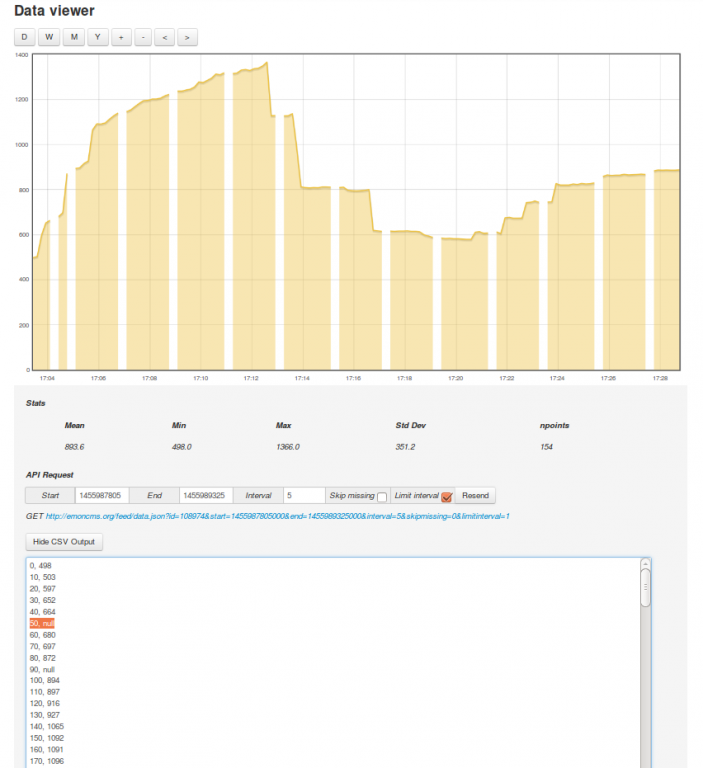 Data viewer
D W M Y + - < >
1400
1200
1000
800
600
400
200
0
17:04 17:06 17:08 17:10 17:12 17:14 17:16 17:18 17:20 17:22 17:24 17:26 17:28
Stats
Mean Min Max Std Dev npoints
893.6 498.0 1366.0 351.2 154
API Request
Start 1455987805 End 1455989325 Interval 5 Skip missing Limit interval Resend
GET http://emoncms.org/feed/data.json?id=108974&start=1455987805000&end=1455989325000&interval=5&skipmissing=0&limitinterval=1
Hide CSV Output
0, 498
10, 503
20, 597
30, 652
40, 664
50, null
60, 680
70, 697
80, 872
90, null
100, 894
110, 897
120, 916
130, 927
140, 1065
150, 1092
160, 1091
170, 1096